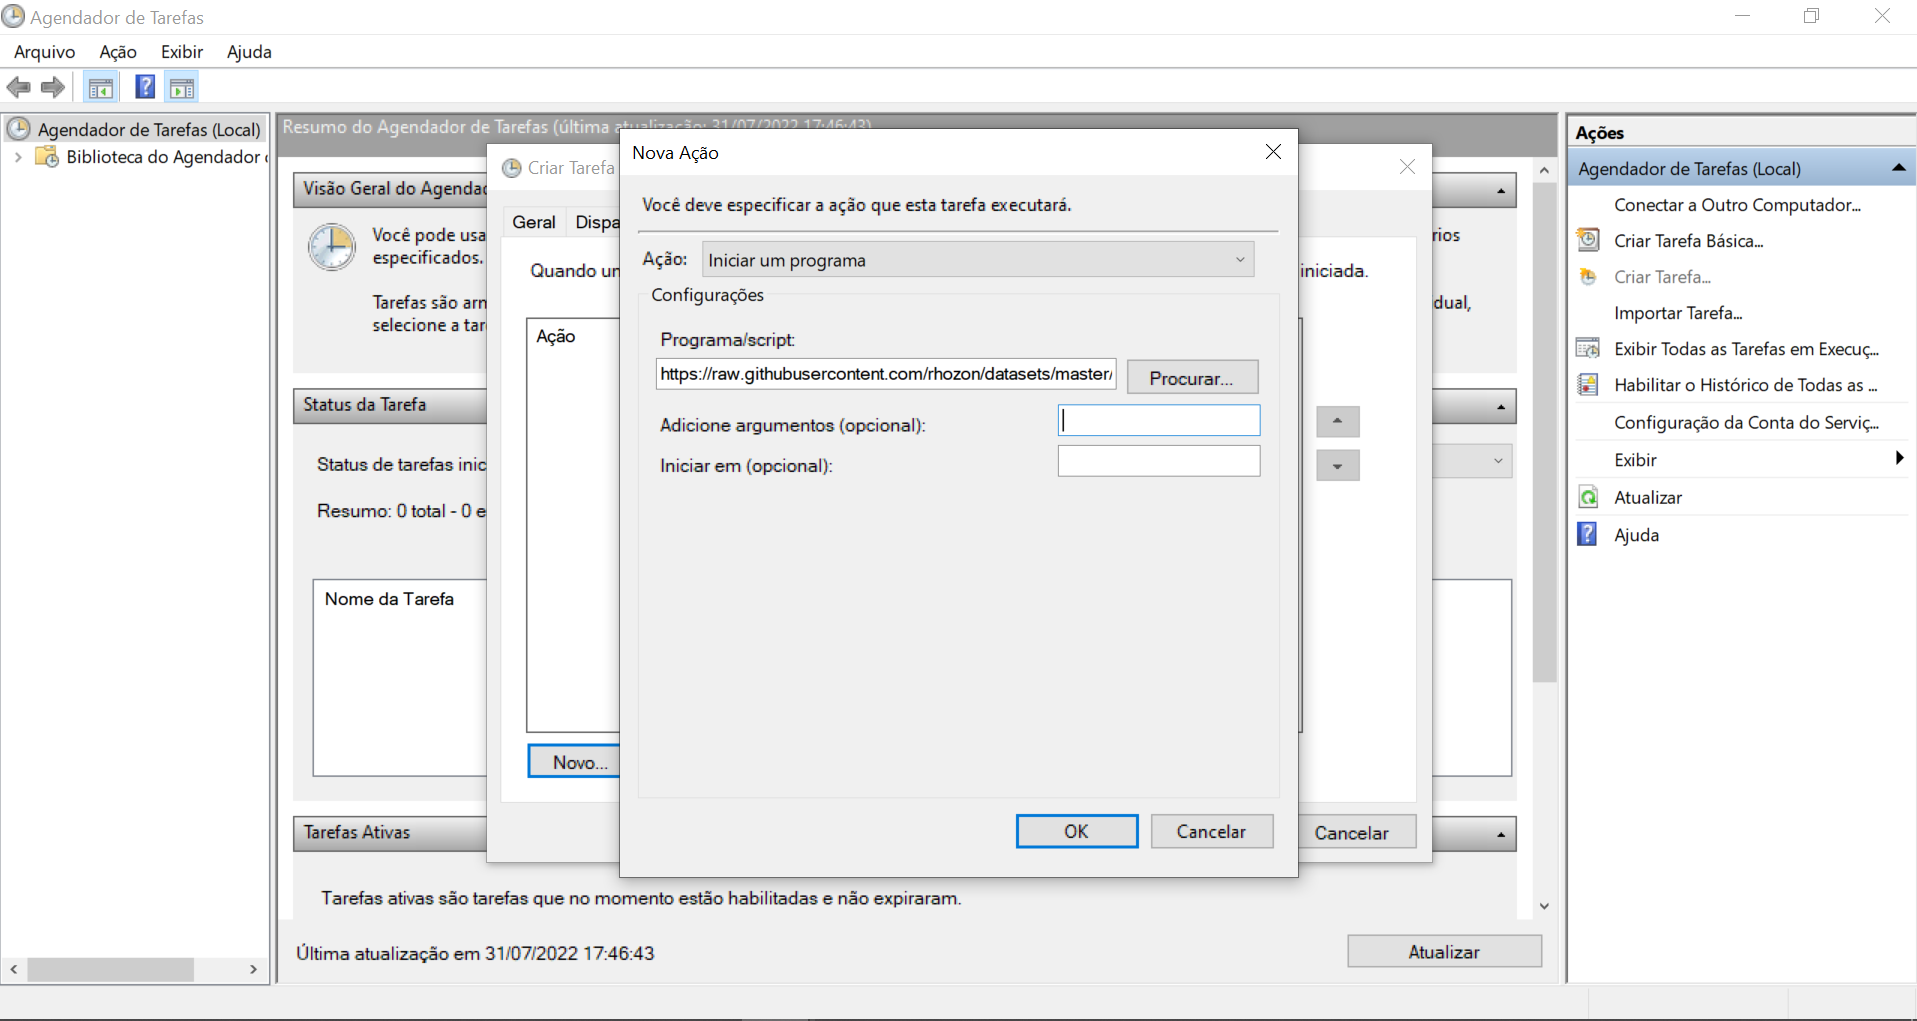 Agendador de Tarefas
Arquivo Ação Exibir Ajuda
Agendador de Tarefas (Local)
Biblioteca do Agendador
Resumo do Agendador de Tarefas (última atualização: 31/07/2022 17:46:43)
Visão Geral do Agendac
Você pode usa
especificados.
Tarefas são arm
selecione a tar
rios
dual,
Status da Tarefa
Status de tarefas inic
Resumo: 0 total - 0 e
Nome da Tarefa
Tarefas Ativas
Tarefas ativas são tarefas que no momento estão habilitadas e não expiraram.
Última atualização em 31/07/2022 17:46:43
Atualizar
Criar Tarefa
Geral Dispa
Quando un
iniciada.
Ação
Novo...
Cancelar
Nova Ação
Você deve especificar a ação que esta tarefa executará.
Ação: Iniciar um programa
Configurações
Programa/script:
https://raw.githubusercontent.com/rhozon/datasets/master/
Procurar...
Adicione argumentos (opcional):
Iniciar em (opcional):
OK
Cancelar
Ações
Agendador de Tarefas (Local)
Conectar a Outro Computador...
Criar Tarefa Básica...
Criar Tarefa...
Importar Tarefa...
Exibir Todas as Tarefas em Execuç...
Habilitar o Histórico de Todas as ...
Configuração da Conta do Serviç...
Exibir
Atualizar
Ajuda